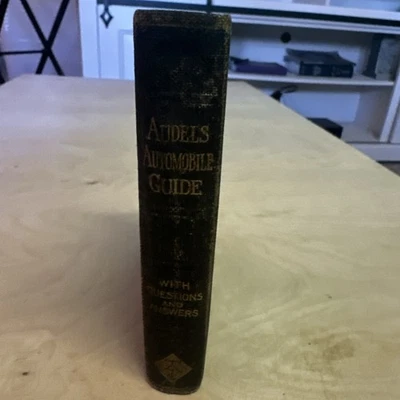 AUDELS
AUTOMOBILE
GUIDE
WITH
QUESTIONS
AND
ANSWERS